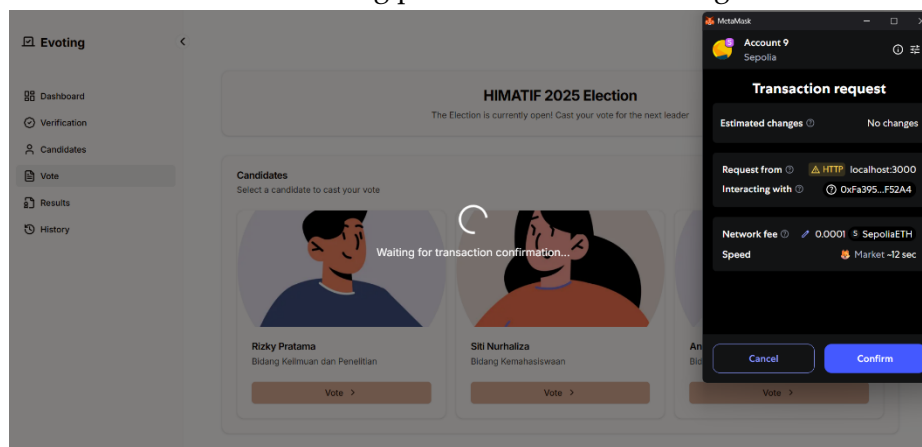 Evoting
Dashboard
Verification
Candidates
Vote
Results
History
HIMATIF 2025 Election
The Election is currently open! Cast your vote for the next leader
Candidates
Select a candidate to cast your vote
Waiting for transaction confirmation...
Rizky Pratama
Bidang Keilmuan dan Penelitian
Vote >
Siti Nurhaliza
Bidang Kemahasiswaan
Vote >
An
Bid
Vote >
MetaMask
Account 9
Sepolia
Transaction request
Estimated changes No changes
Request from HTTP localhost:3000
Interacting with 0xFa395...F52A4
Network fee 0.0001 S SepoliaETH
Speed Market ~12 sec
Cancel Confirm